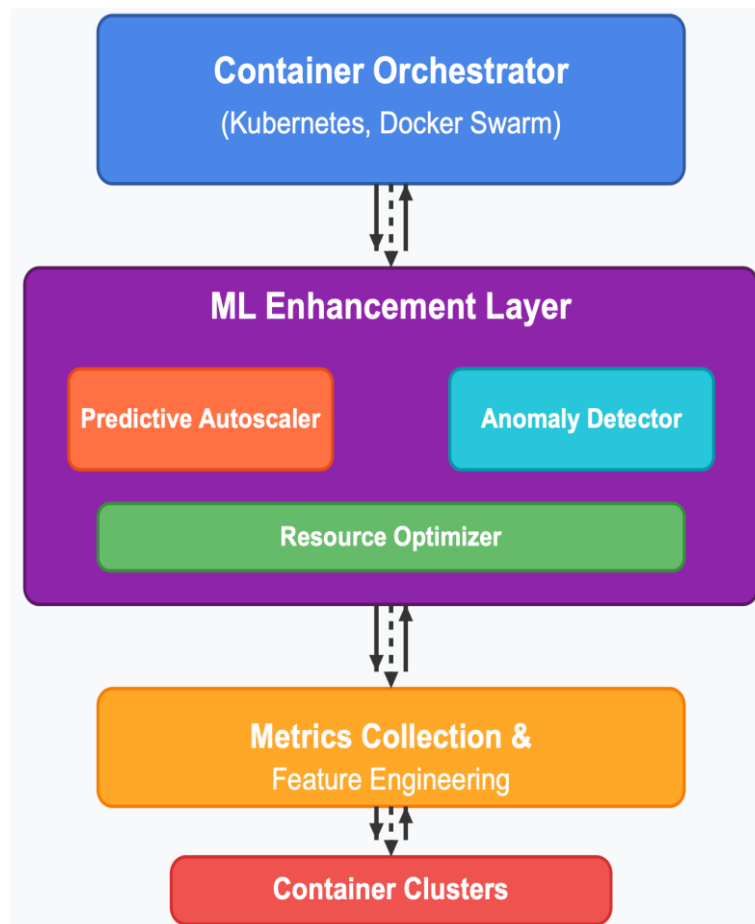 Container Orchestrator
(Kubernetes, Docker Swarm)
ML Enhancement Layer
Predictive Autoscaler
Anomaly Detector
Resource Optimizer
Metrics Collection &
Feature Engineering
Container Clusters